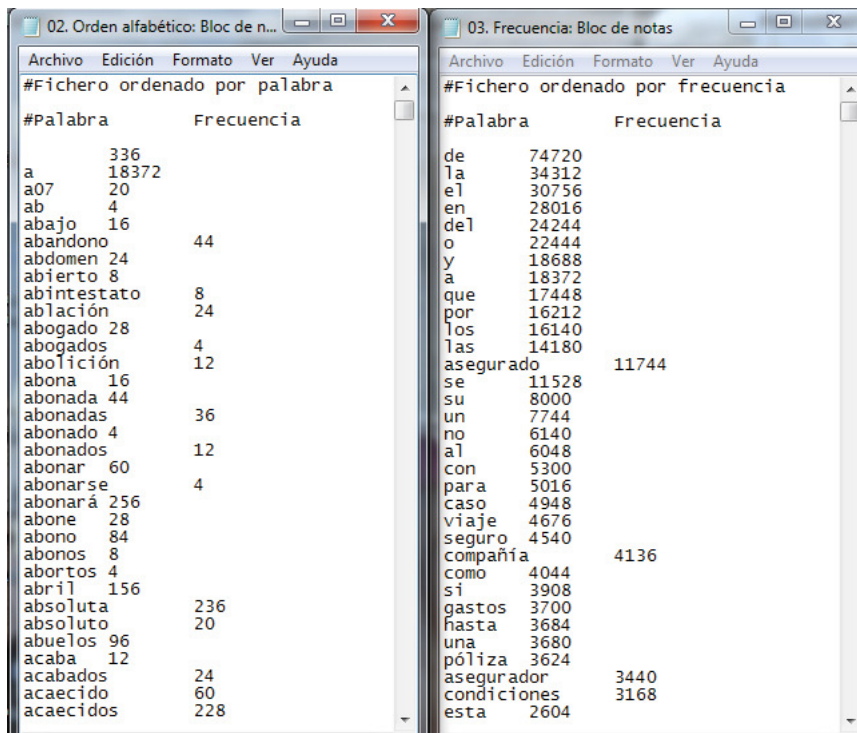 02. Orden alfabético: Bloc de n...
Archivo Edición Formato Ver Ayuda
#Fichero ordenado por palabra
#Palabra Frecuencia
336
a 18372
a07 20
ab 4
abajo 16
abandono 44
abdomen 24
abierto 8
abintestato 8
ablación 24
abogado 28
abogados 4
abolición 12
abona 16
abonada 44
abonadas 36
abonado 4
abonados 12
abonar 60
abonarse 4
abonará 256
abone 28
abono 84
abonos 8
abortos 4
abril 156
absoluta 236
absoluto 20
abuelos 96
acaba 12
acabados 24
acaecido 60
acaecidos 228
03. Frecuencia: Bloc de notas
Archivo Edición Formato Ver Ayuda
#Fichero ordenado por frecuencia
#Palabra Frecuencia
de 74720
la 34312
el 30756
en 28016
del 24244
o 22444
y 18688
a 18372
que 17448
por 16212
los 16140
las 14180
asegurado 11744
se 11528
su 8000
un 7744
no 6140
al 6048
con 5300
para 5016
caso 4948
viaje 4676
seguro 4540
compañía 4136
como 4044
si 3908
gastos 3700
hasta 3684
una 3680
póliza 3624
asegurador 3440
condiciones 3168
esta 2604